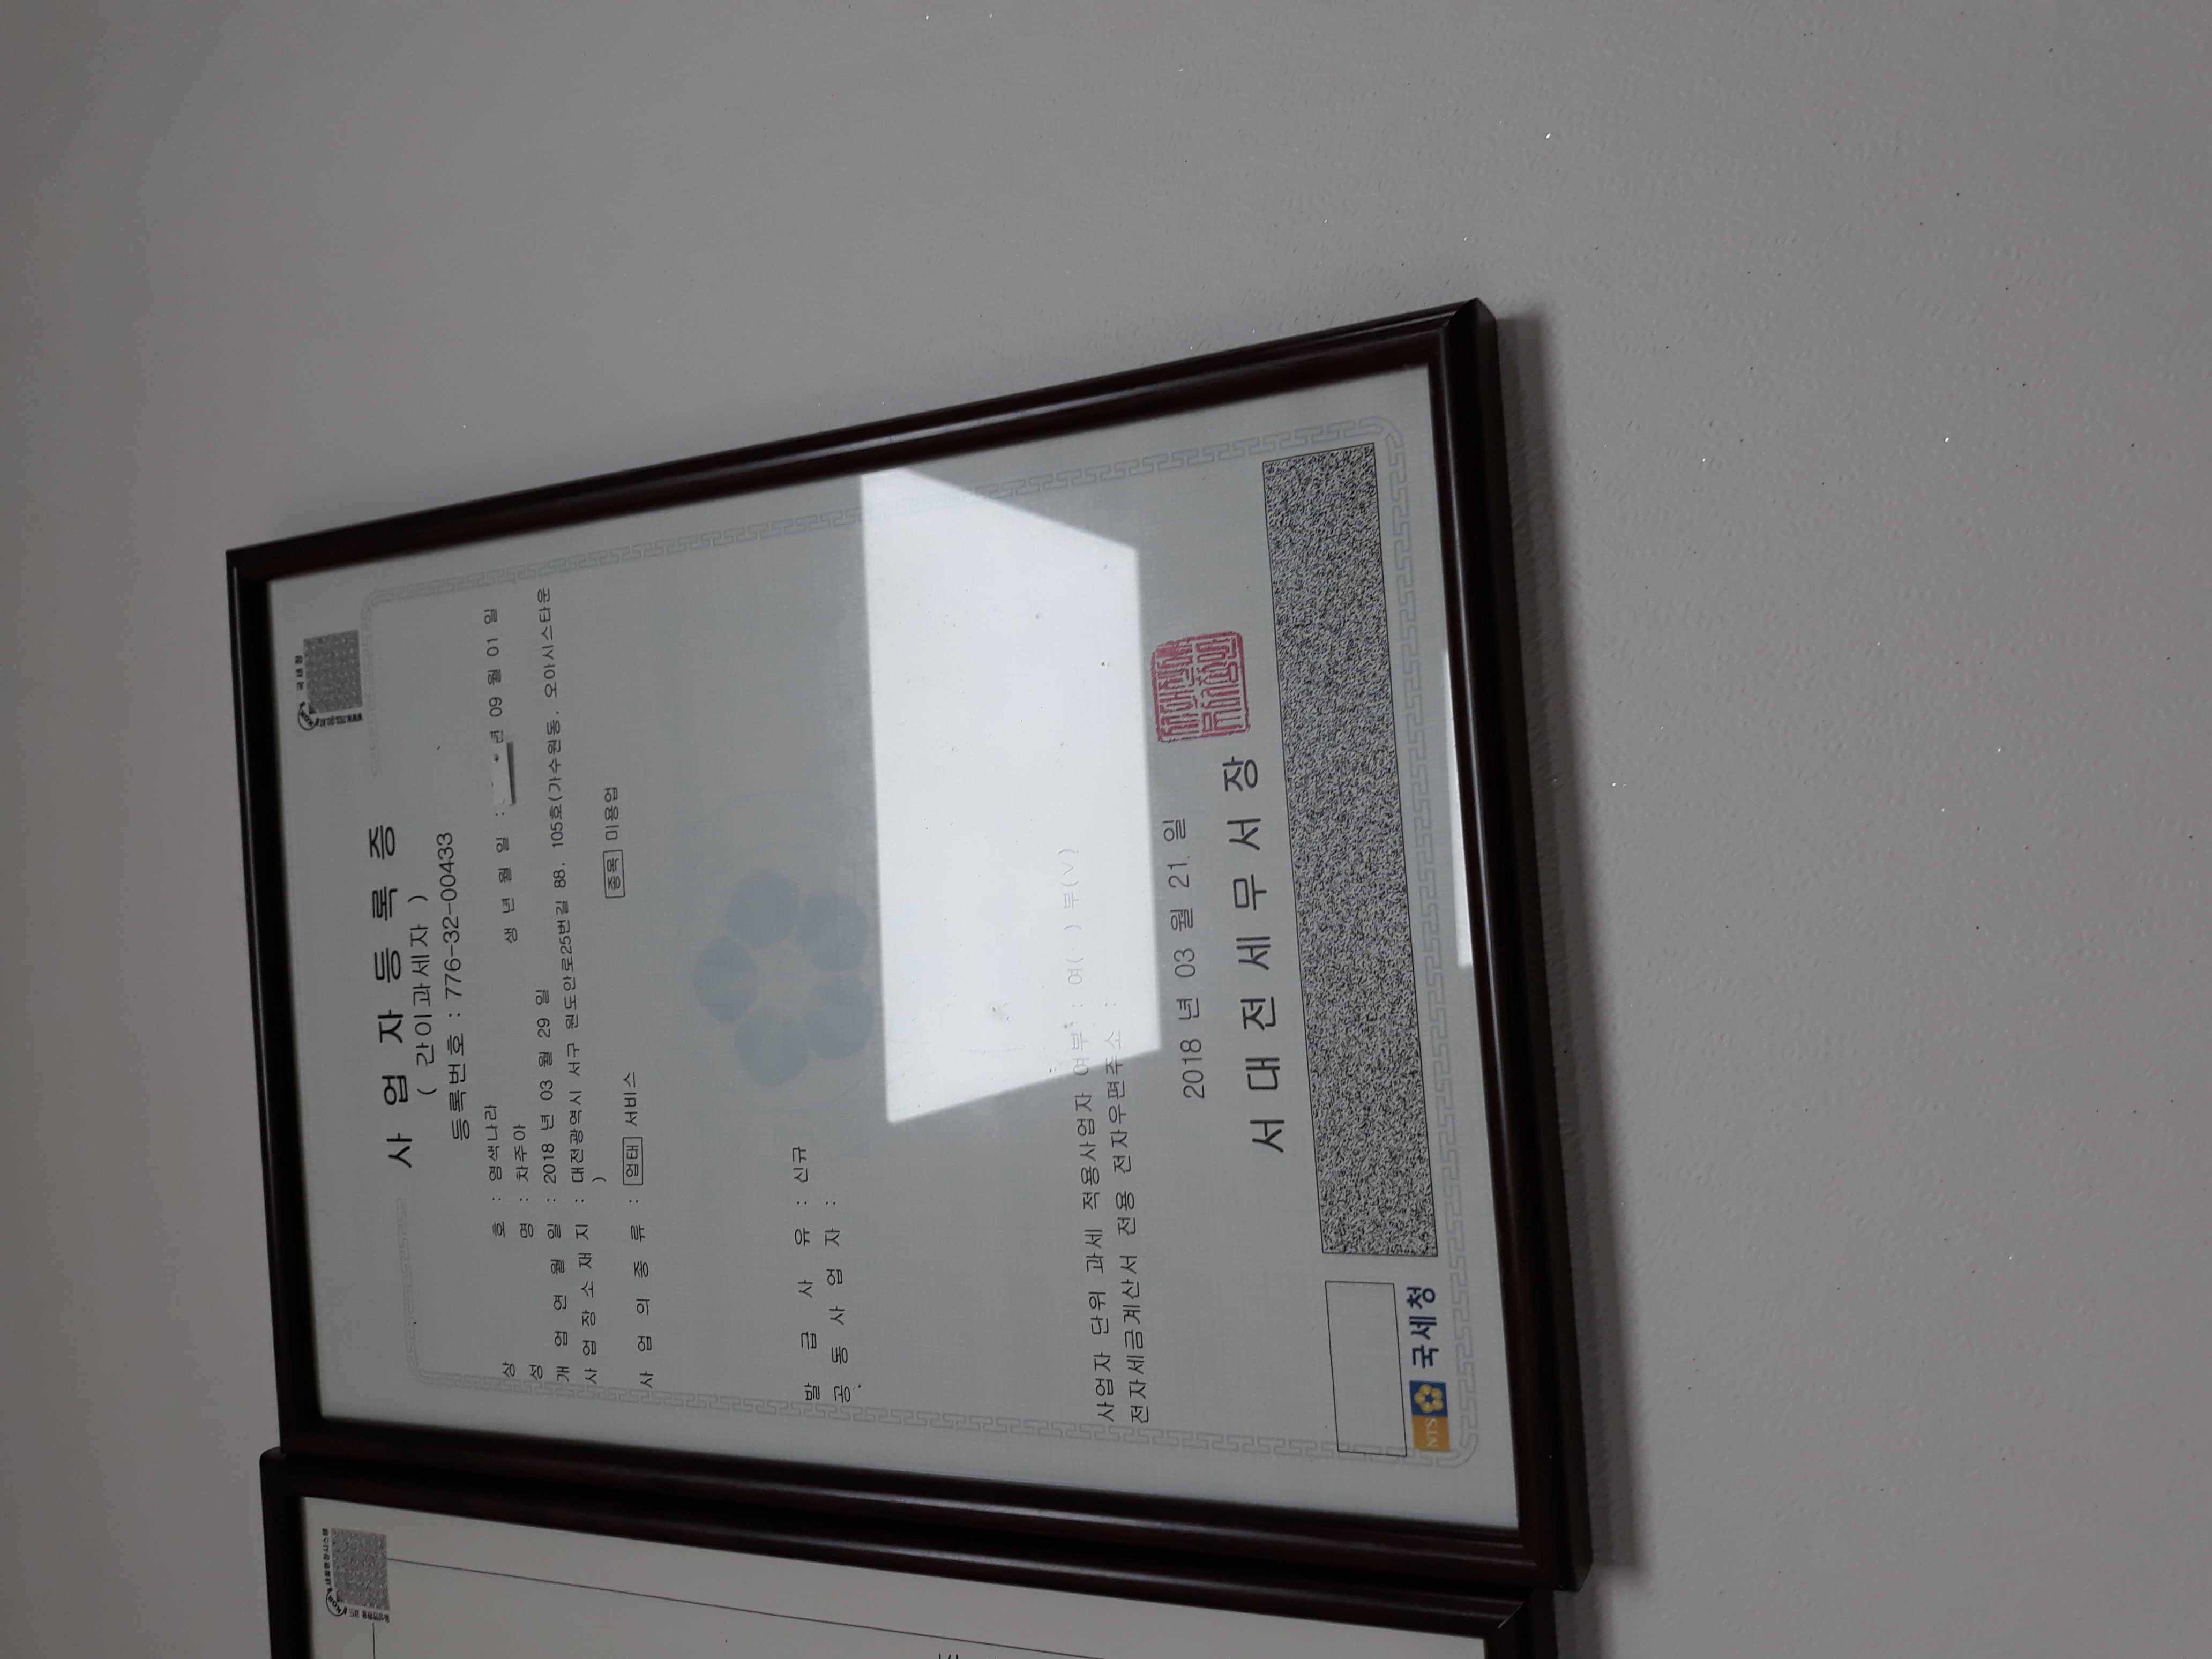 국세청
www.nts.go.kr
사 업 자 등 록 증
( 간이과세자 )
등록번호 : 776-32-00433
상 호 : 염색나라
성 명 : 차주아 생 년 월 일 : 년 09 월 01 일
개 업 연 월 일 : 2018 년 03 월 29 일
사 업 장 소 재 지 : 대전광역시 서구 원도안로25번길 88. 105호(가수원동, 오아시스타운
)
사 업 의 종 류 : 업태 서비스 종목 미용업
발 급 사 유 : 신규
공 동 사 업 자 :
사업자 단위 과세 적용사업자 여부 : 여( ) 부(∨)
전자세금계산서 전용 전자우편주소 :
2018 년 03 월 21 일
서 대 전 세 무 서 장
NTS 국세청